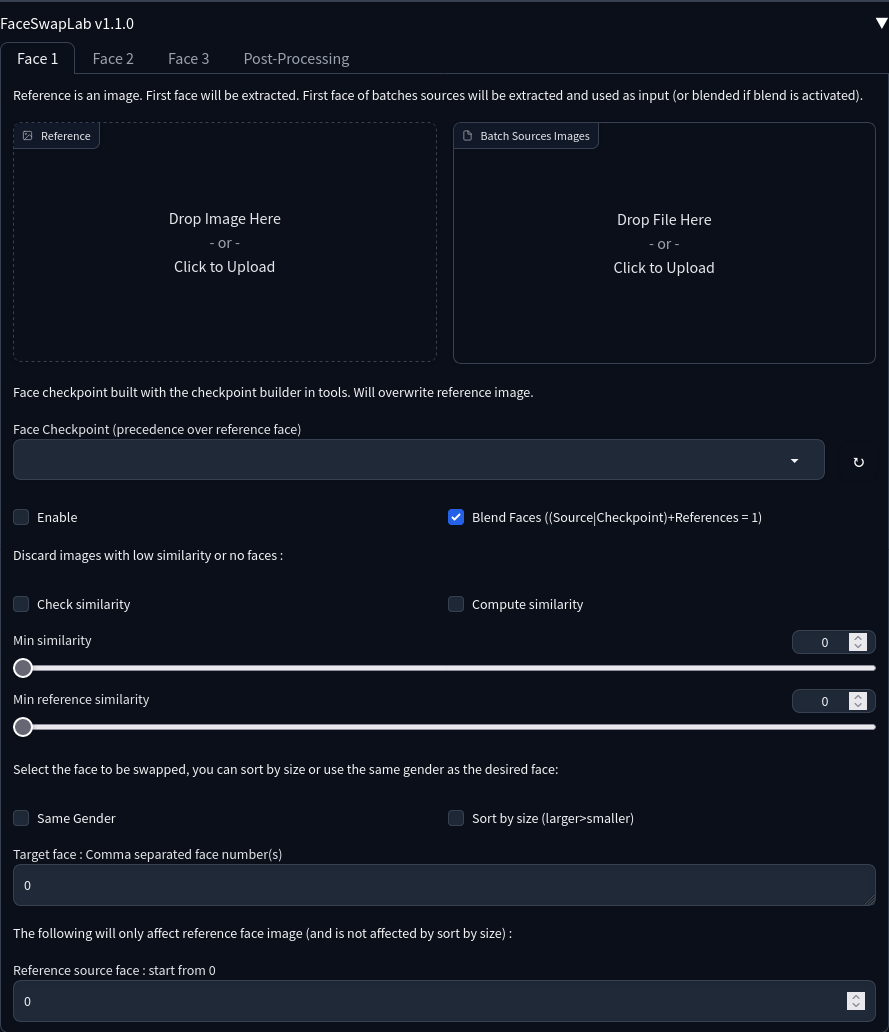 FaceSwapLab v1.1.0
Face 1 Face 2 Face 3 Post-Processing
Reference is an image. First face will be extracted. First face of batches sources will be extracted and used as input (or blended if blend is activated).
Reference Batch Sources Images
Drop Image Here Drop File Here
- or - - or -
Click to Upload Click to Upload
Face checkpoint built with the checkpoint builder in tools. Will overwrite reference image.
Face Checkpoint (precedence over reference face)
Enable Blend Faces ((Source|Checkpoint)+References = 1)
Discard images with low similarity or no faces :
Check similarity Compute similarity
Min similarity 0
Min reference similarity 0
Select the face to be swapped, you can sort by size or use the same gender as the desired face:
Same Gender Sort by size (larger>smaller)
Target face : Comma separated face number(s)
0
The following will only affect reference face image (and is not affected by sort by size) :
Reference source face : start from 0
0